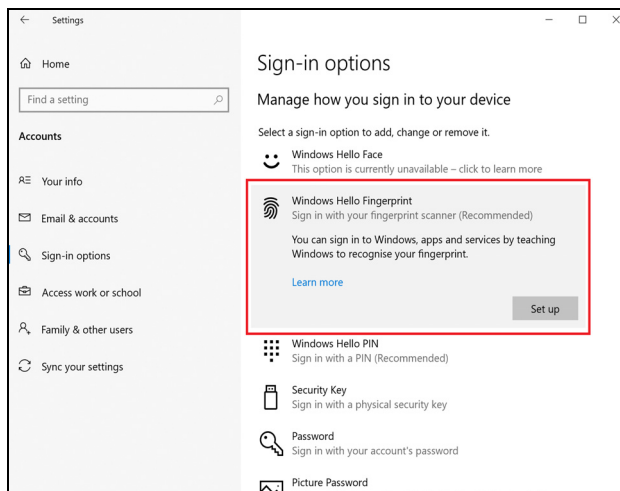 Settings
Home
Find a setting
Accounts
Your info
Email & accounts
Sign-in options
Access work or school
Family & other users
Sync your settings
Sign-in options
Manage how you sign in to your device
Select a sign-in option to add, change or remove it.
Windows Hello Face
This option is currently unavailable – click to learn more
Windows Hello Fingerprint
Sign in with your fingerprint scanner (Recommended)
You can sign in to Windows, apps and services by teaching
Windows to recognise your fingerprint.
Learn more
Set up
Windows Hello PIN
Sign in with a PIN (Recommended)
Security Key
Sign in with a physical security key
Password
Sign in with your account's password
Picture Password